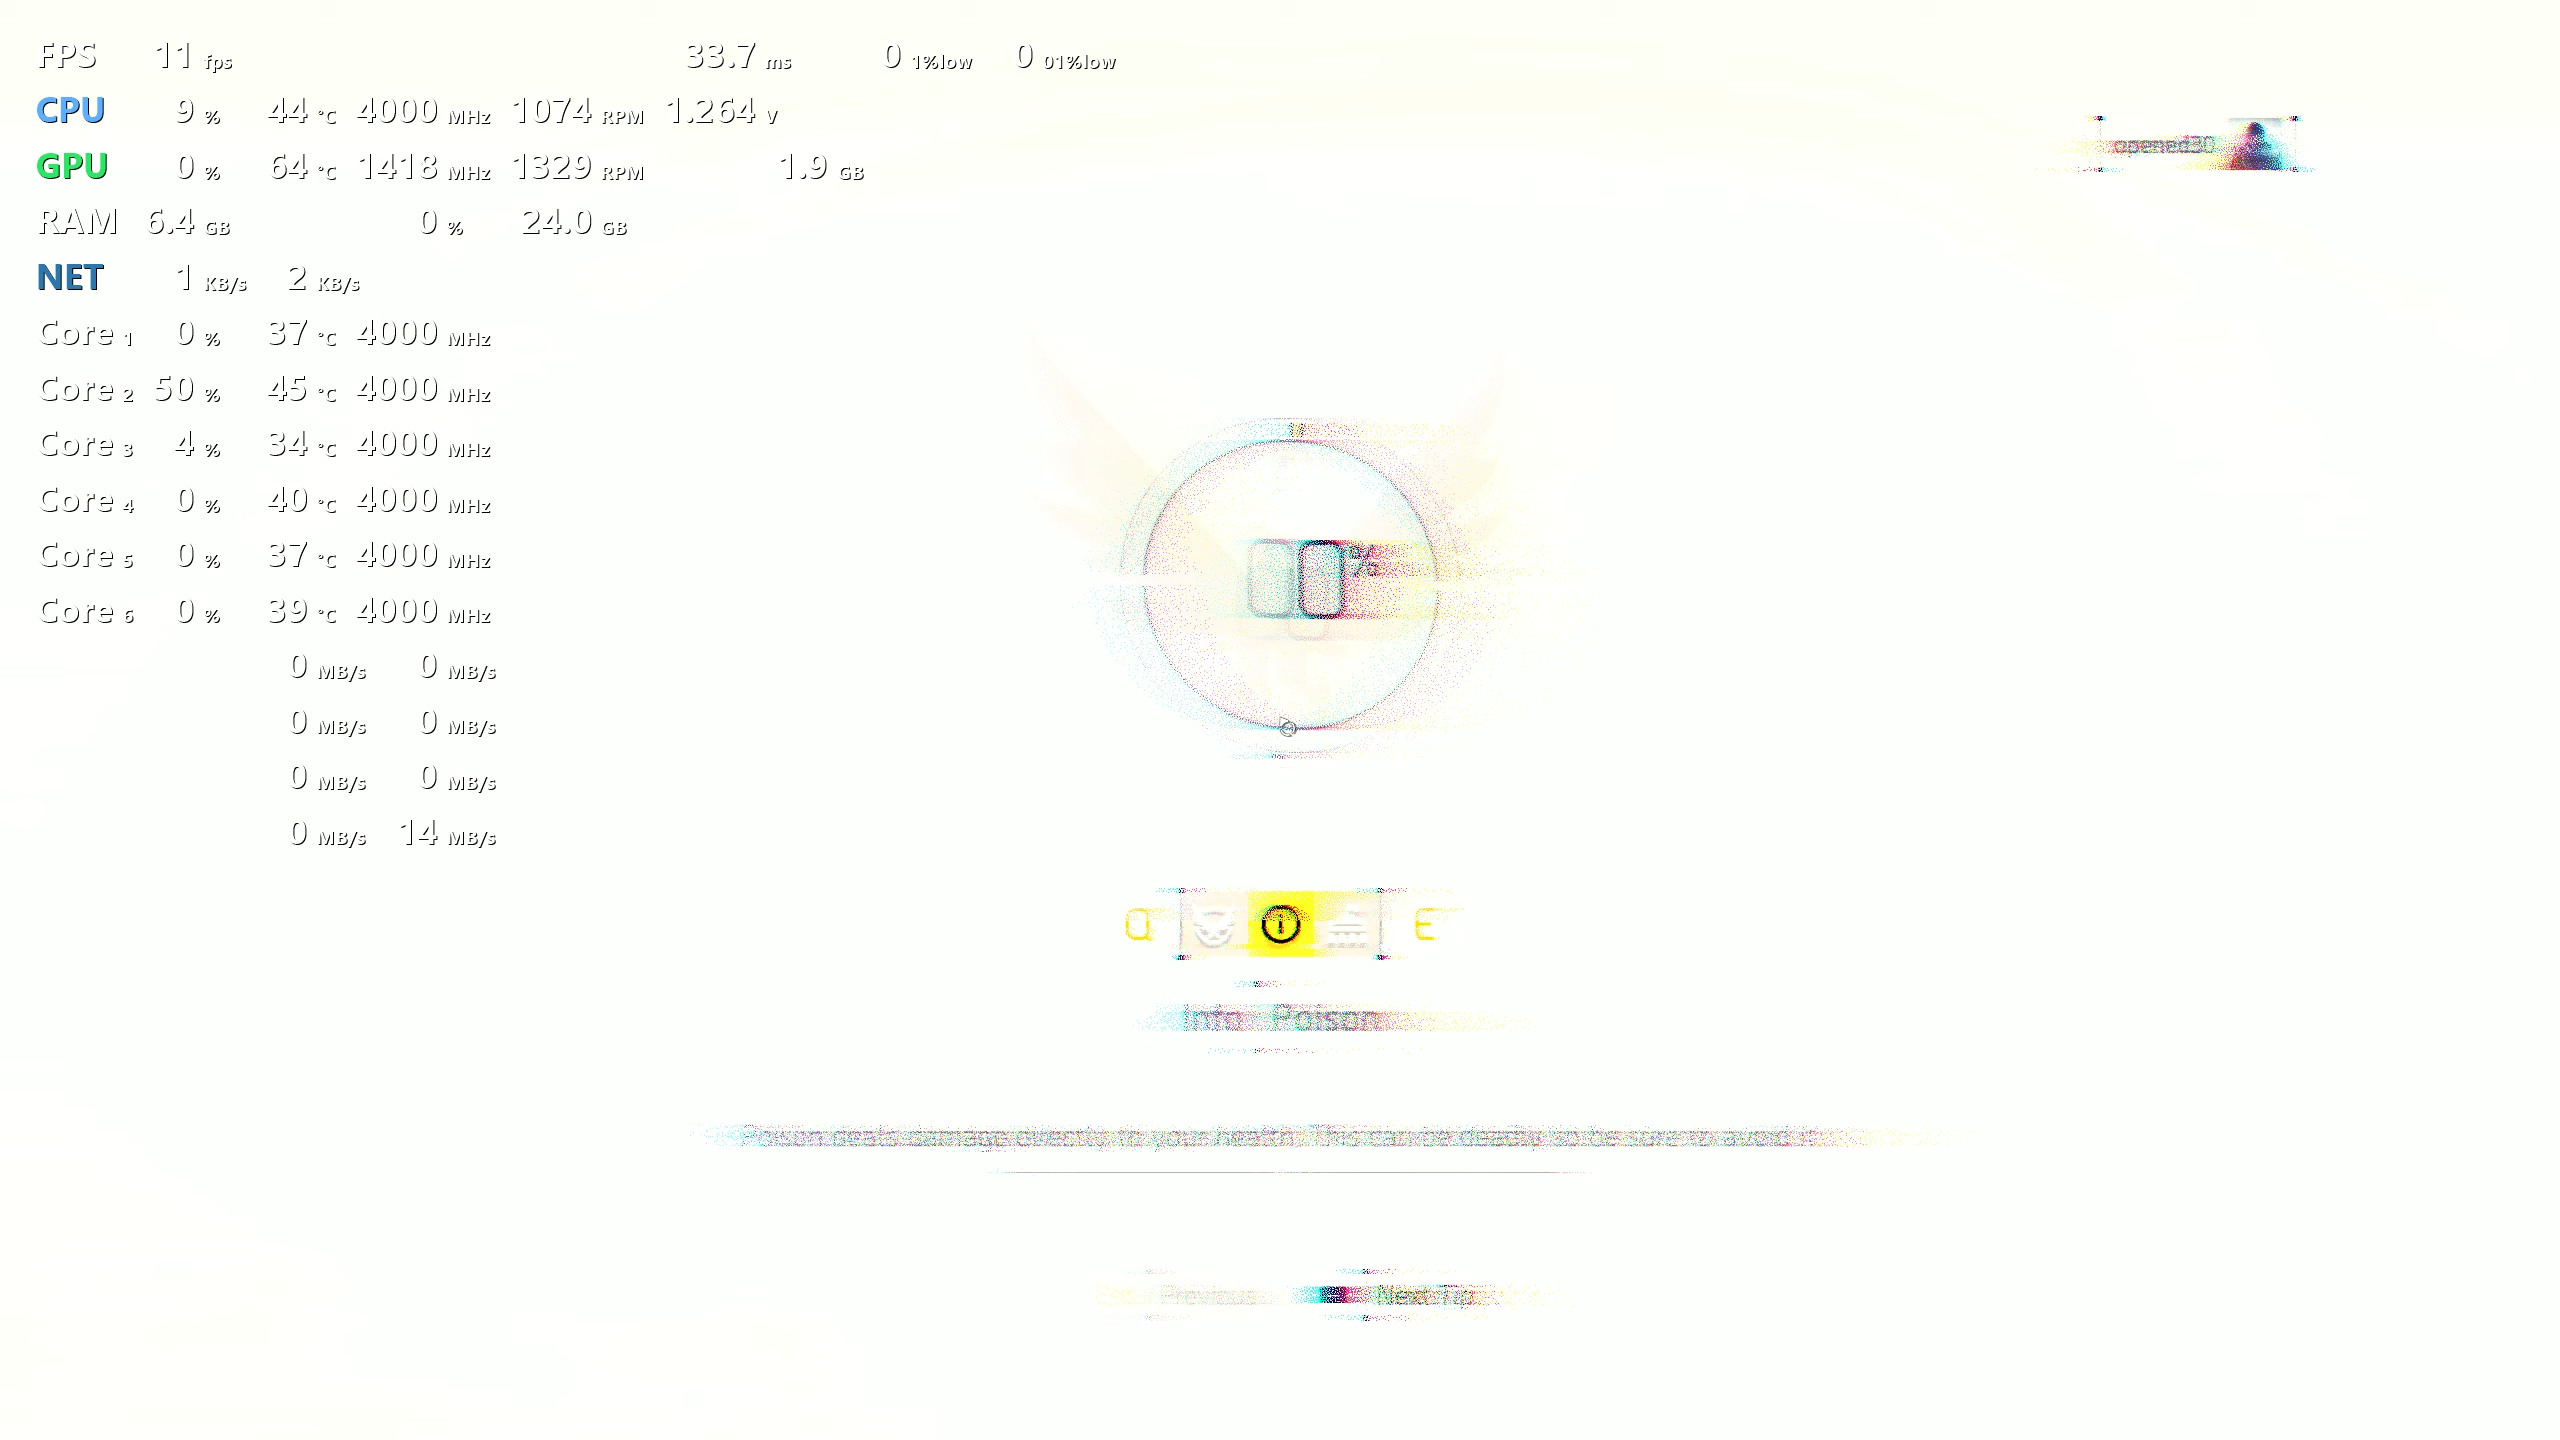 FPS 11 fps 33.7 ms 0 1%low 0 01%low
CPU 9 % 44 °C 4000 MHz 1074 RPM 1.264 V
GPU 0 % 64 °C 1418 MHz 1329 RPM 1.9 GB
RAM 6.4 GB 0 % 24.0 GB
NET 1 KB/s 2 KB/s
Core 1 0 % 37 °C 4000 MHz
Core 2 50 % 45 °C 4000 MHz
Core 3 4 % 34 °C 4000 MHz
Core 4 0 % 40 °C 4000 MHz
Core 5 0 % 37 °C 4000 MHz
Core 6 0 % 39 °C 4000 MHz
0 MB/s 0 MB/s
0 MB/s 0 MB/s
0 MB/s 0 MB/s
0 MB/s 14 MB/s
Q E
Info Poison
Previous Next tip